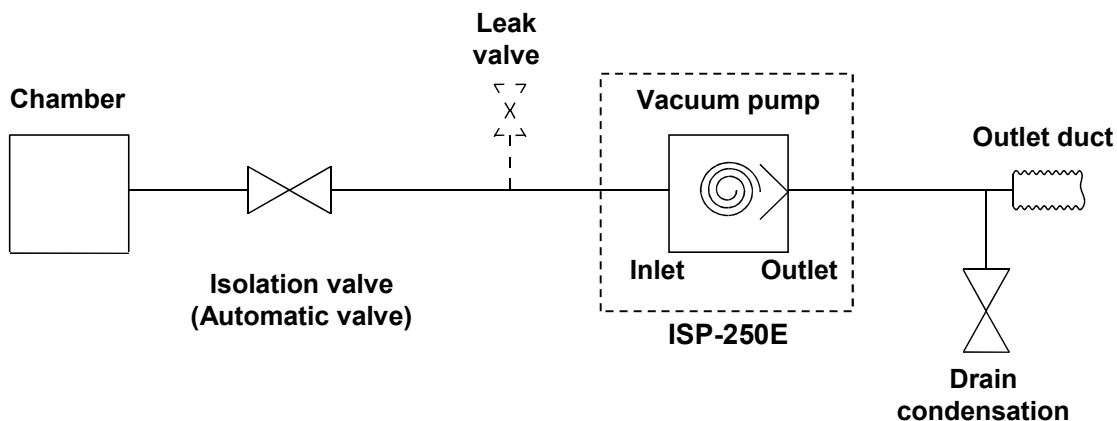 Leak
valve
Chamber
Vacuum pump
Outlet duct
Inlet
Outlet
Isolation valve
(Automatic valve)
ISP-250E
Drain
condensation